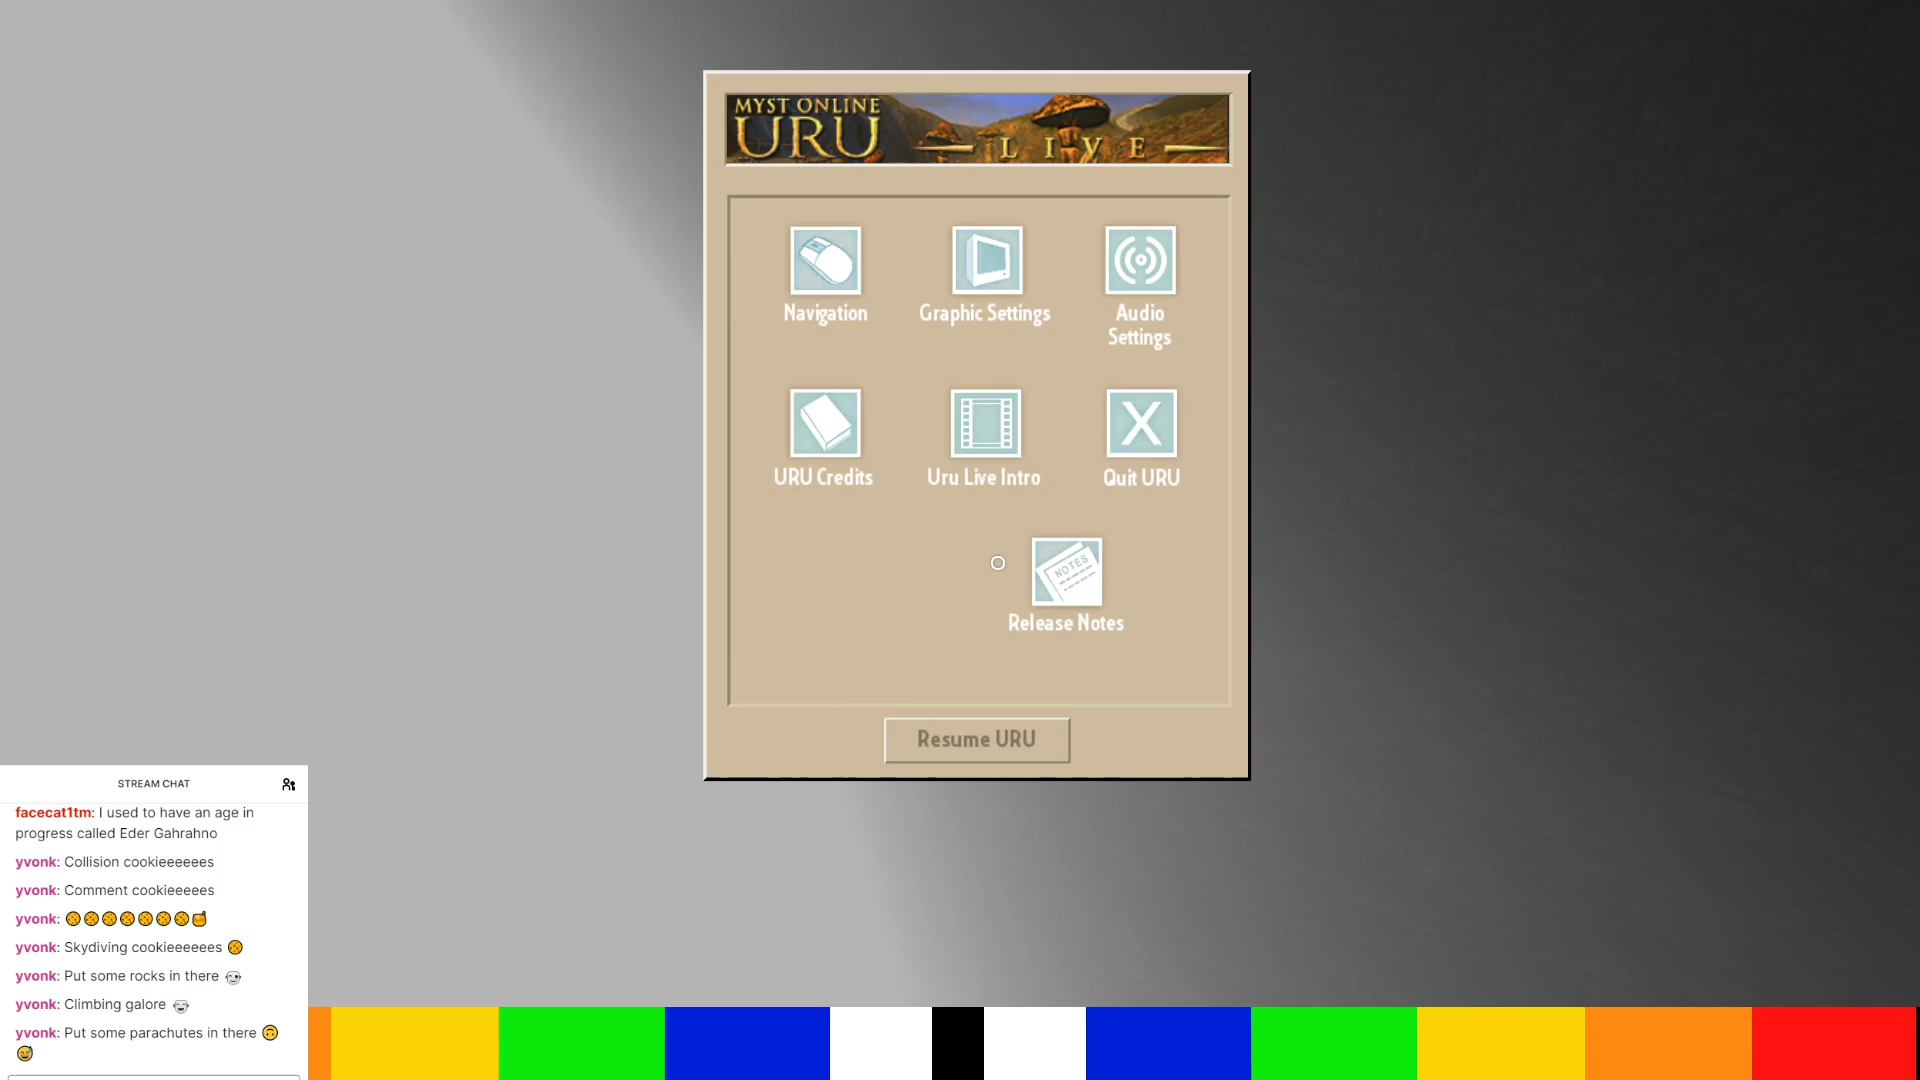 MYST ONLINE
URU
LIVE
Navigation
Graphic Settings
Audio
Settings
URU Credits
Uru Live Intro
X
Quit URU
NOTES
Release Notes
Resume URU
STREAM CHAT
facecat1tm: I used to have an age in
progress called Eder Gahrahno
yvonk: Collision cookieeeeees
yvonk: Comment cookieeeees
yvonk: 🍪🍪🍪🍪🍪🍪🍪🍯
yvonk: Skydiving cookieeeeees 🍪
yvonk: Put some rocks in there
yvonk: Climbing galore
yvonk: Put some parachutes in there 🙃
😅